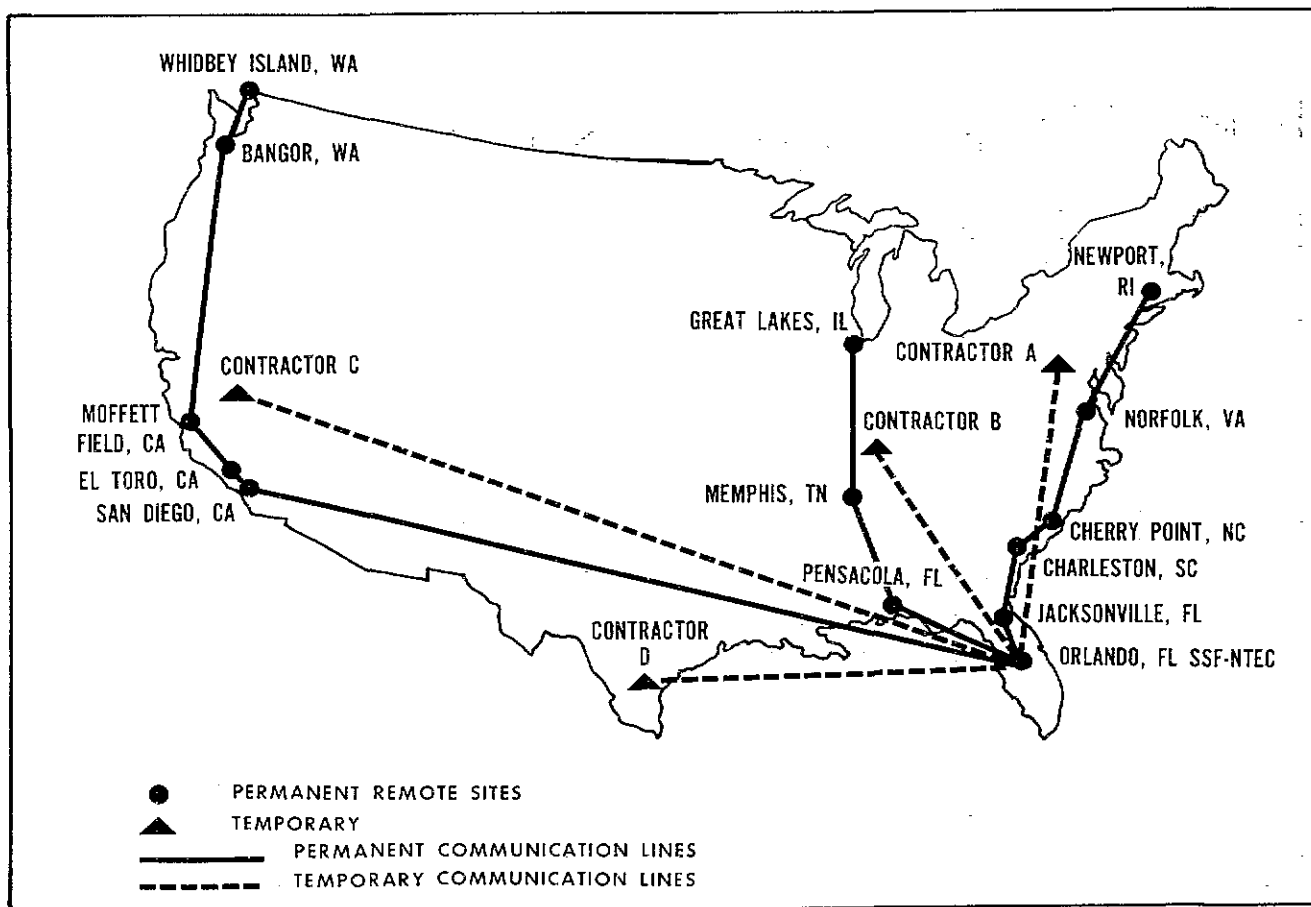 WHIDBEY ISLAND, WA
BANGOR, WA
NEWPORT,
RI
GREAT LAKES, IL
CONTRACTOR A
CONTRACTOR C
MOFFETT
FIELD, CA
CONTRACTOR B
NORFOLK, VA
EL TORO, CA
SAN DIEGO, CA
MEMPHIS, TN
CHERRY POINT, NC
CHARLESTON, SC
PENSACOLA, FL
JACKSONVILLE, FL
CONTRACTOR
D
ORLANDO, FL SSF-NTEC
PERMANENT REMOTE SITES
TEMPORARY
PERMANENT COMMUNICATION LINES
TEMPORARY COMMUNICATION LINES